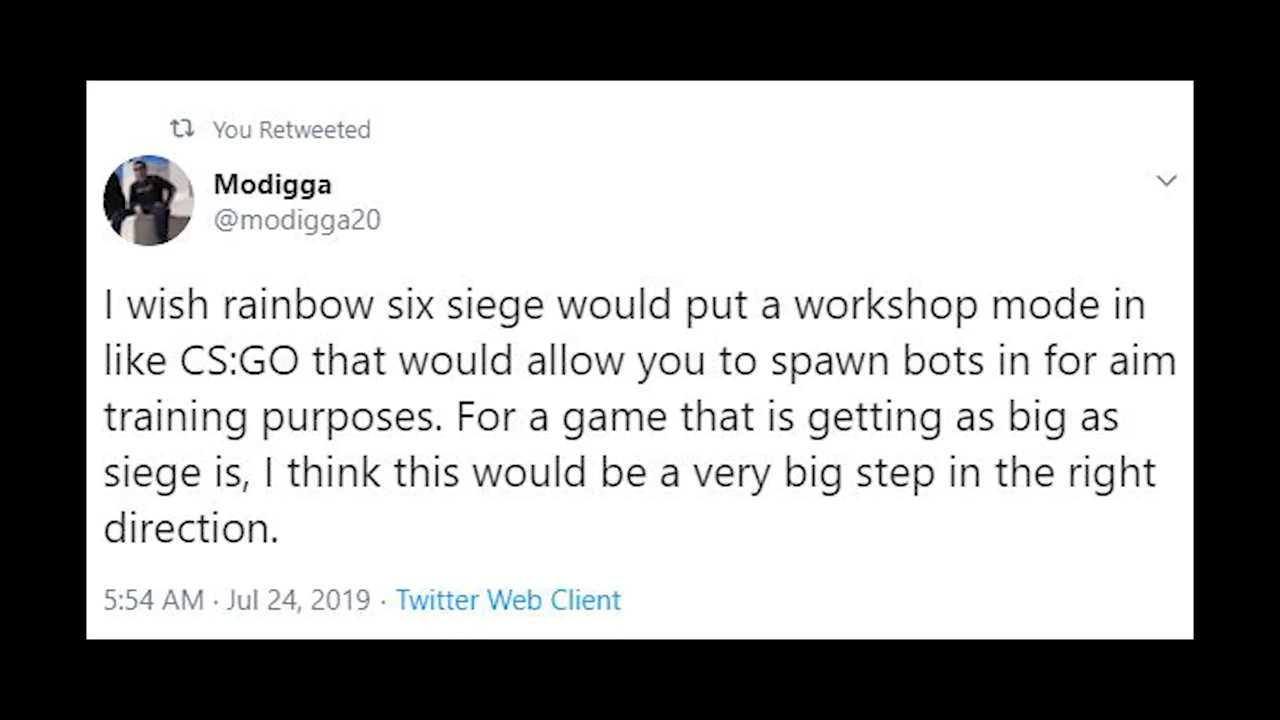 You Retweeted
Modigga
@modigga20
I wish rainbow six siege would put a workshop mode in
like CS:GO that would allow you to spawn bots in for aim
training purposes. For a game that is getting as big as
siege is, I think this would be a very big step in the right
direction.
5:54 AM · Jul 24, 2019 · Twitter Web Client